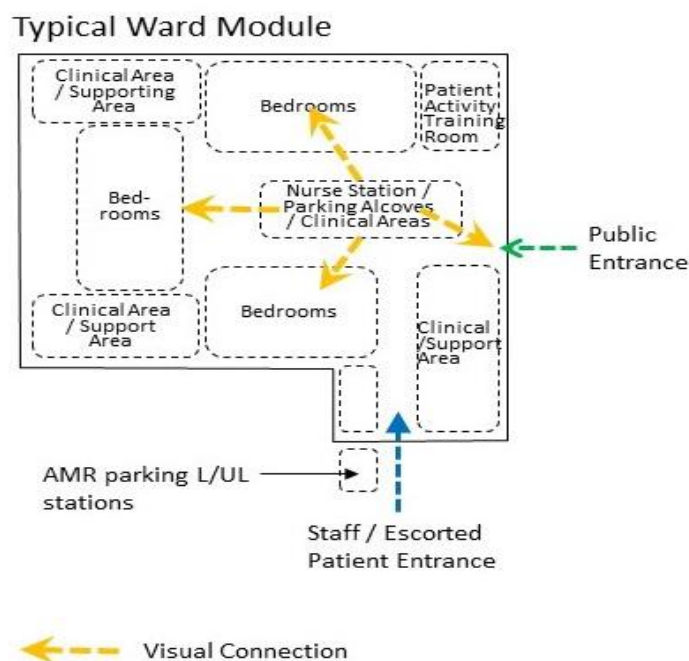 Typical Ward Module
Clinical Area
/ Supporting
Area
Bedrooms
Patient
Activity
Training
Room
Bed-
rooms
Nurse Station /
Parking Alcoves
/ Clinical Areas
Public
Entrance
Clinical Area
/ Support
Area
Bedrooms
Clinical
/Support
Area
AMR parking L/UL
stations
Staff / Escorted
Patient Entrance
Visual Connection